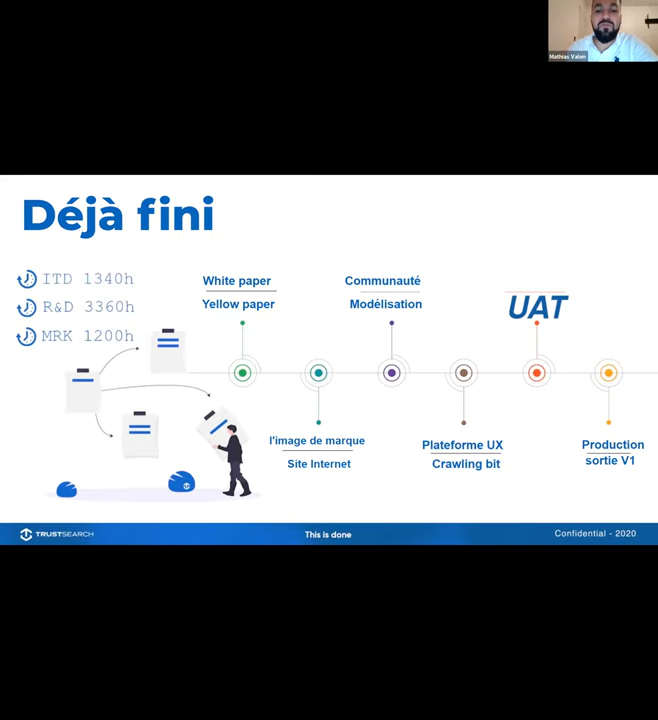 Mathias Valon
Déjà fini
ITD 1340h
R&D 3360h
MRK 1200h
White paper
Yellow paper
Communauté
Modélisation
UAT
l'image de marque
Site Internet
Plateforme UX
Crawling bit
Production
sortie V1
TRUSTSEARCH
This is done
Confidential - 2020